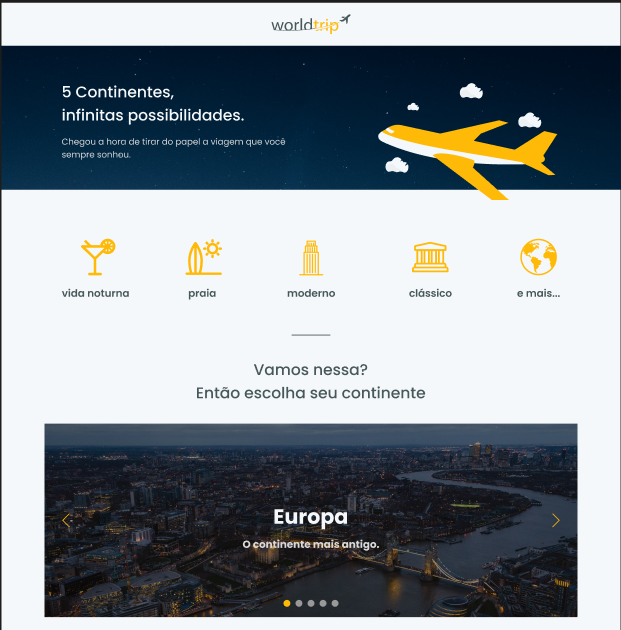 worldtrip
5 Continentes,
infinitas possibilidades.
Chegou a hora de tirar do papel a viagem que você
sempre sonhou.
vida noturna
praia
moderno
clássico
e mais...
Vamos nessa?
Então escolha seu continente
Europa
O continente mais antigo.